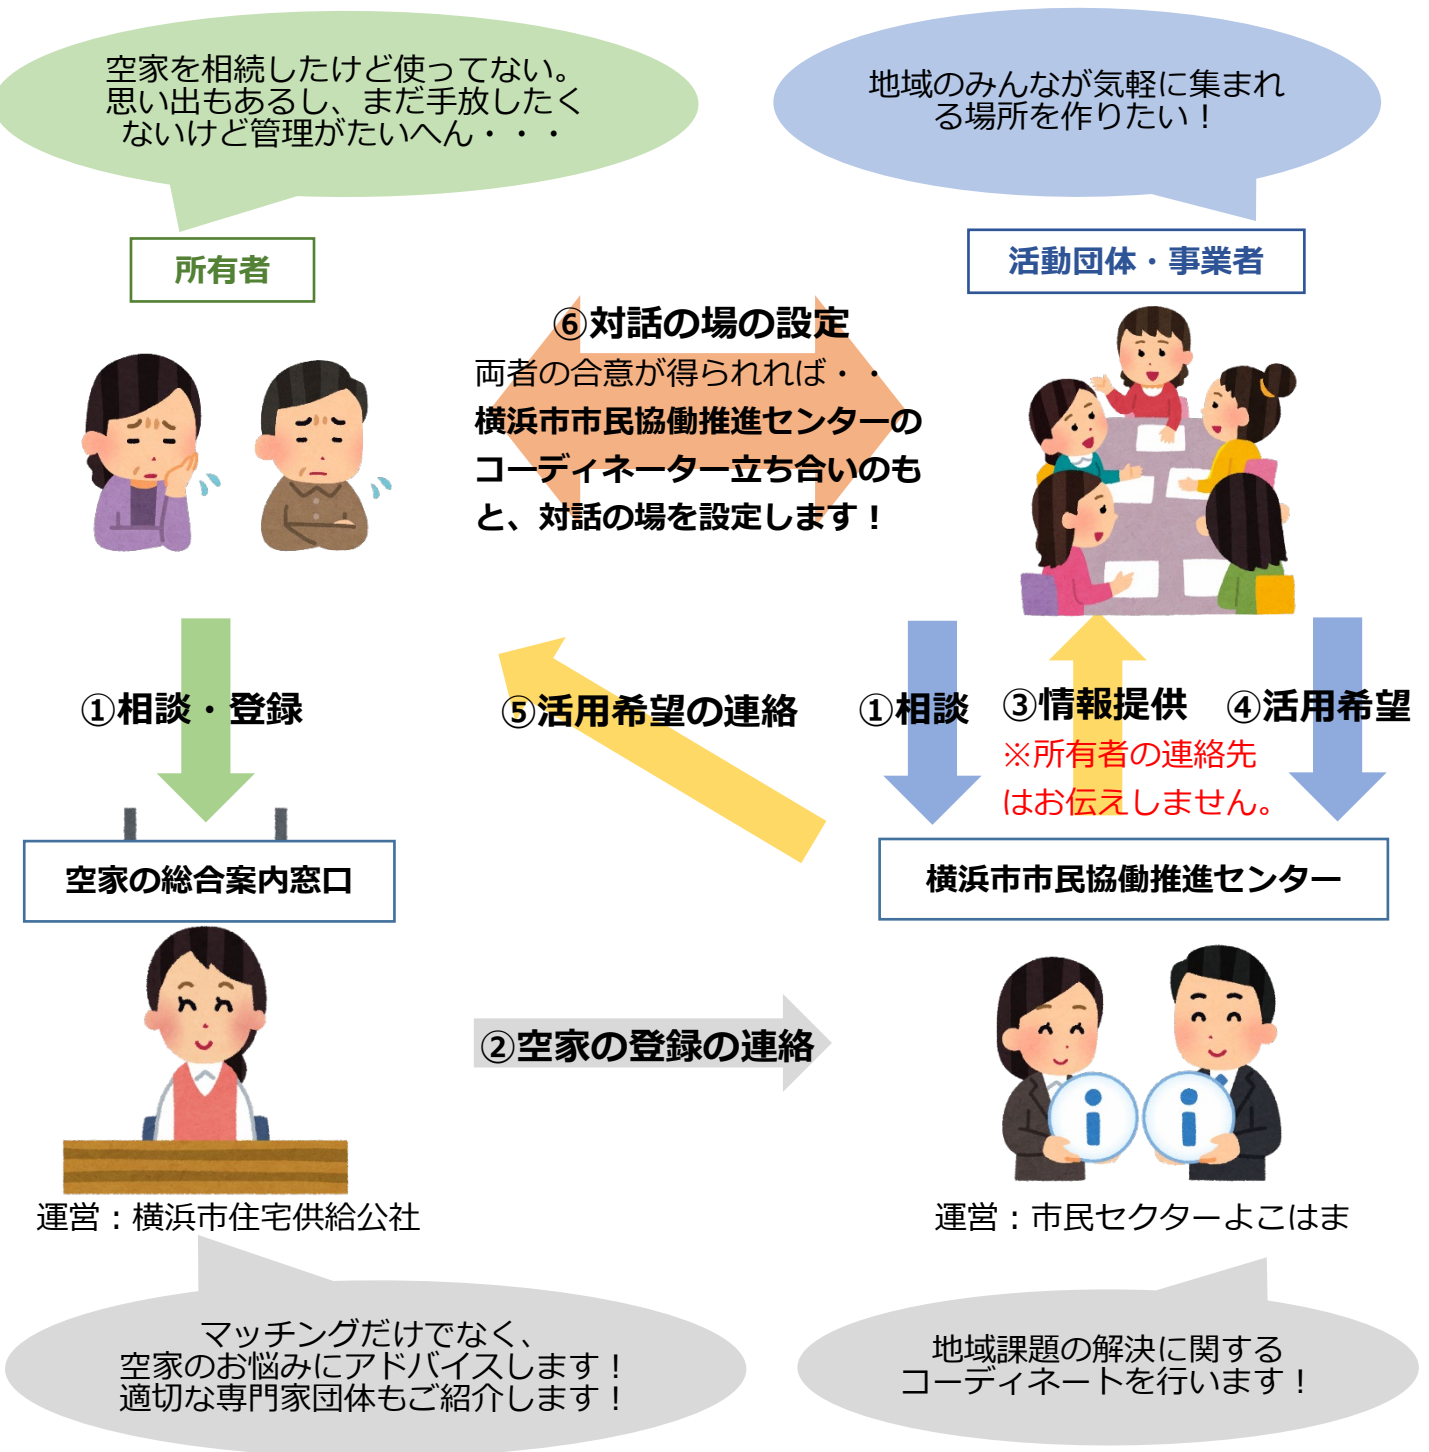 空家を相続したけど使ってない。
思い出もあるし、まだ手放したく
ないけど管理がたいへん・・・
地域のみんなが気軽に集まれ
る場所を作りたい！
所有者
活動団体・事業者
⑥対話の場の設定
両者の合意が得られれば・・
横浜市市民協働推進センターの
コーディネーター立ち合いのも
と、対話の場を設定します！
①相談・登録
⑤活用希望の連絡
①相談
③情報提供
※所有者の連絡先
はお伝えしません。
④活用希望
空家の総合案内窓口
横浜市市民協働推進センター
②空家の登録の連絡
i
i
運営：横浜市住宅供給公社
運営：市民セクターよこはま
マッチングだけでなく、
空家のお悩みにアドバイスします！
適切な専門家団体もご紹介します！
地域課題の解決に関する
コーディネートを行います！